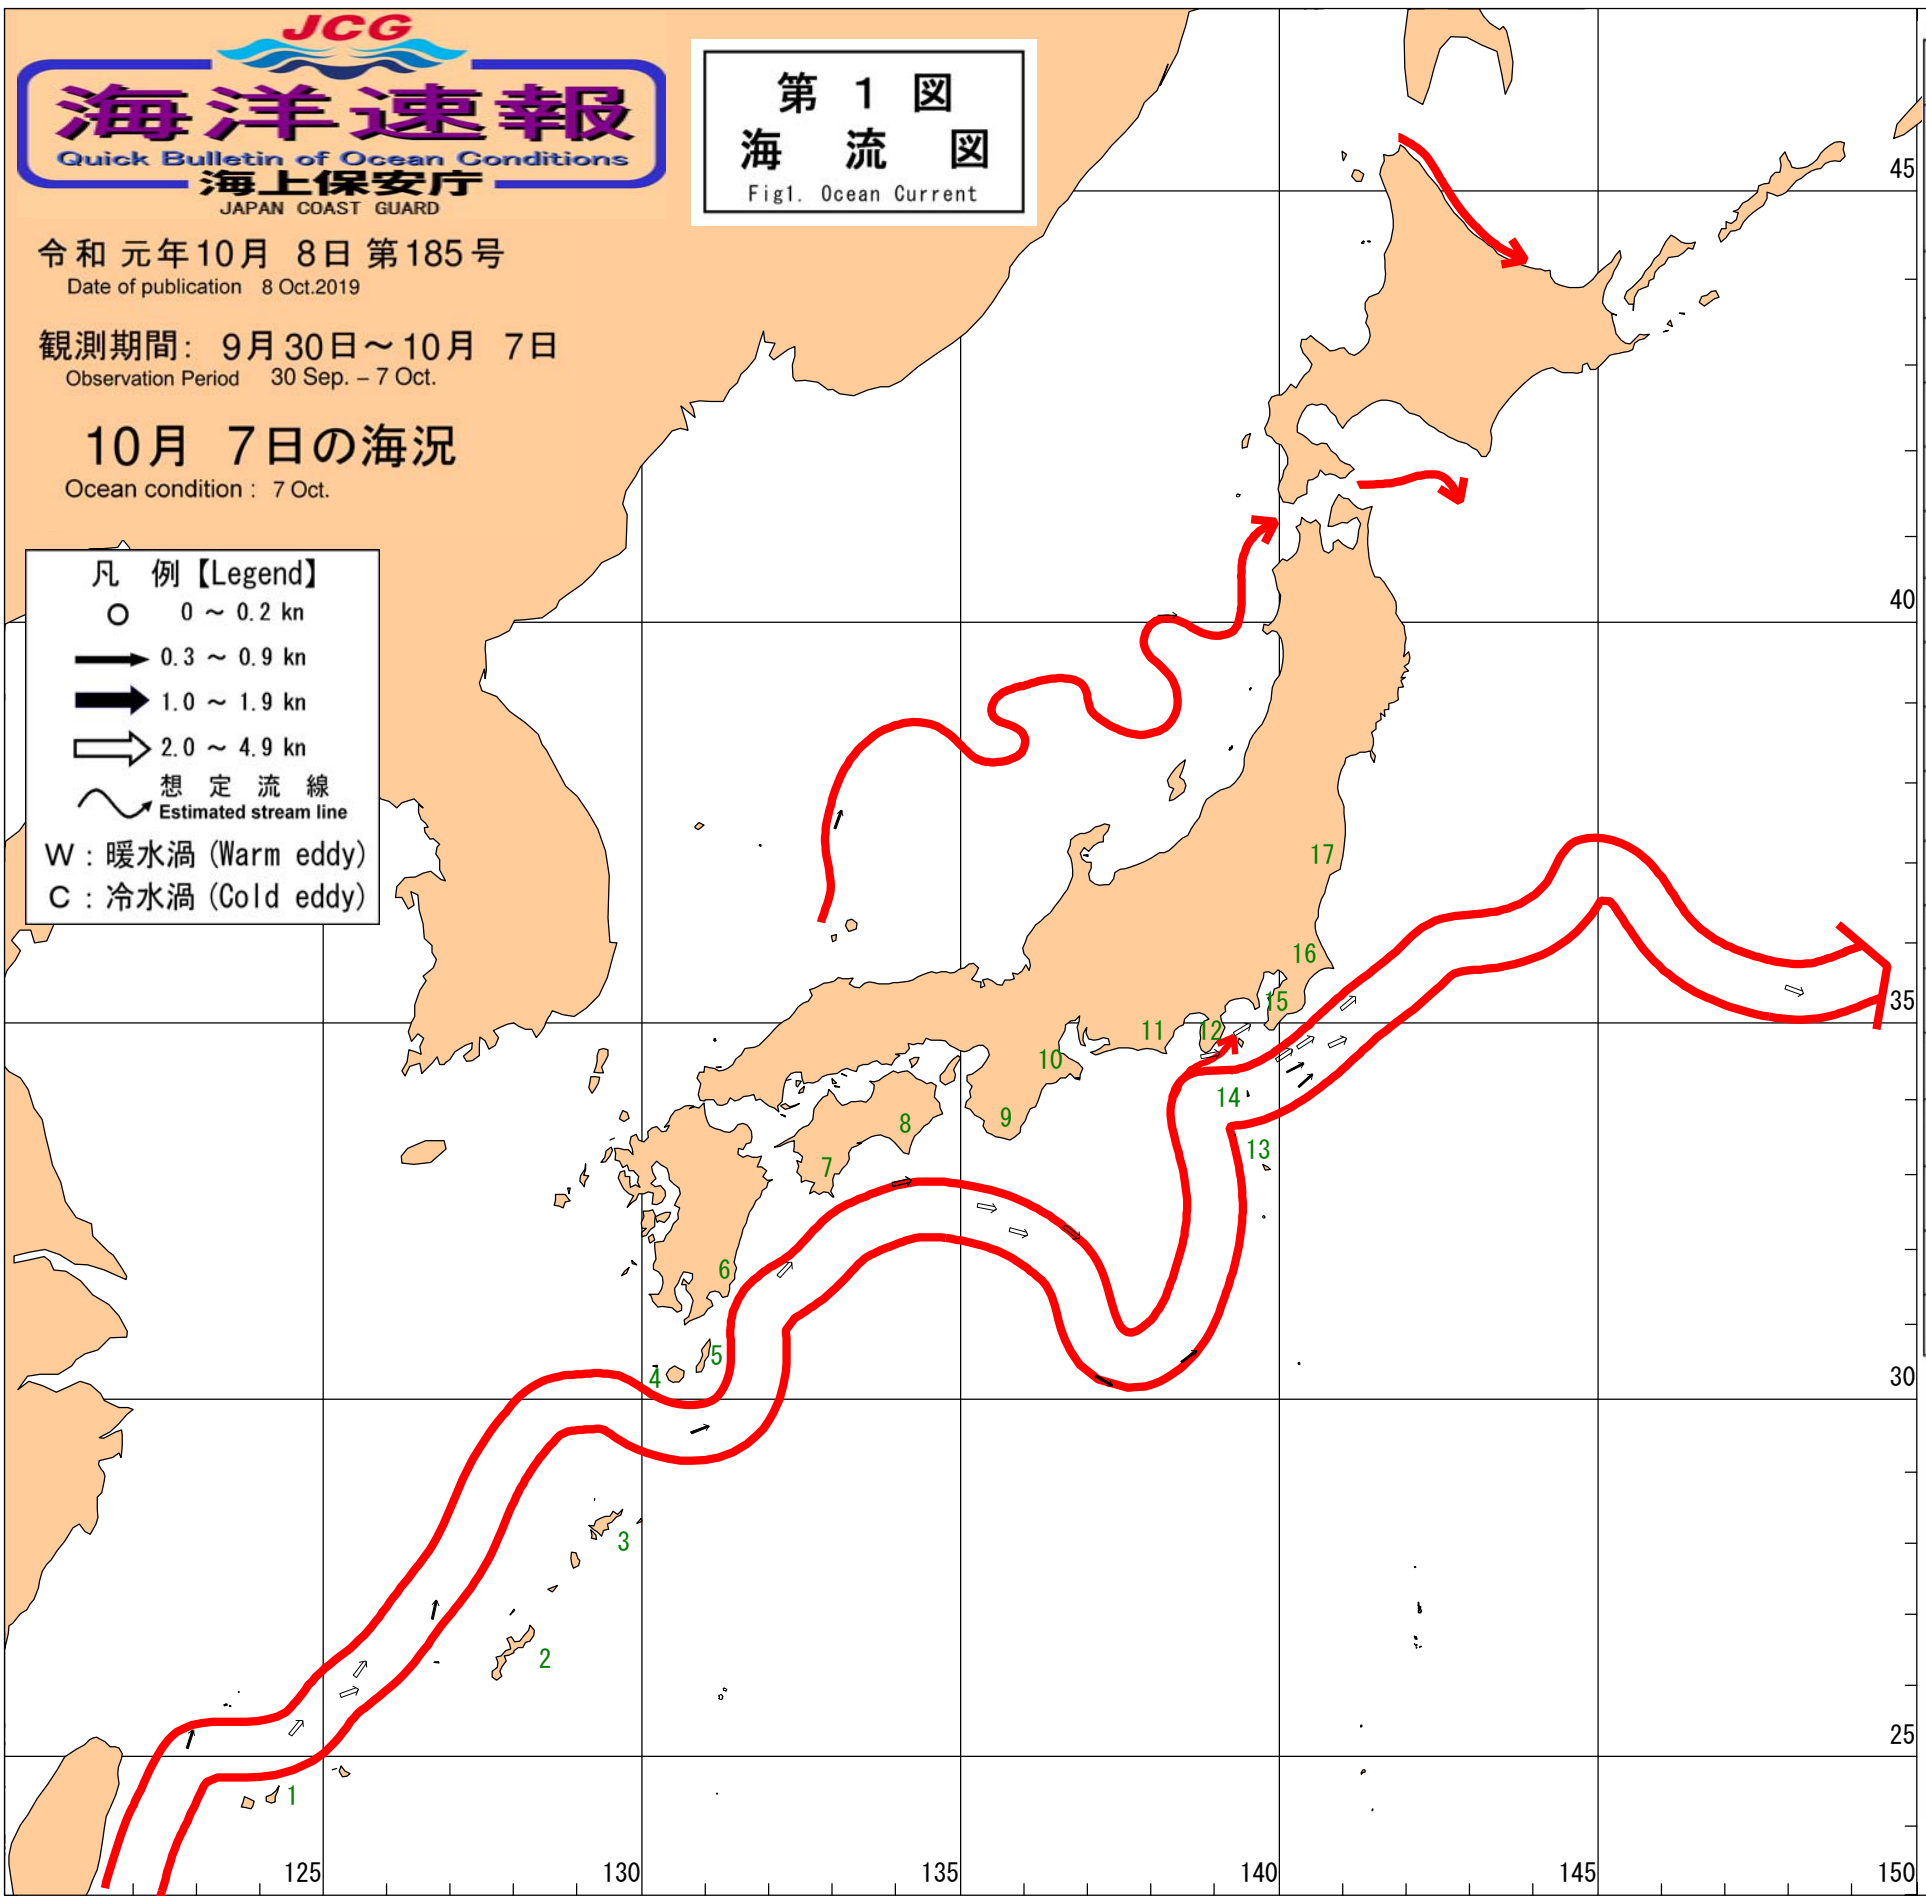 JCG
海洋速報
Quick Bulletin of Ocean Conditions
海上保安庁
JAPAN COAST GUARD
第 1 図
海 流 図
Fig1. Ocean Current
令和 元年10月 8日 第185号
Date of publication 8 Oct.2019
観測期間: 9月30日～10月 7日
Observation Period 30 Sep. – 7 Oct.
10月 7日の海況
Ocean condition : 7 Oct.
凡 例【Legend】
0 ～ 0.2 kn
0.3 ～ 0.9 kn
1.0 ～ 1.9 kn
2.0 ～ 4.9 kn
想 定 流 線
Estimated stream line
W : 暖水渦 (Warm eddy)
C : 冷水渦 (Cold eddy)
45
40
17
16
35
15
12
11
10
14
9
8
13
7
6
5
4
30
3
2
25
1
125
130
135
140
145
150